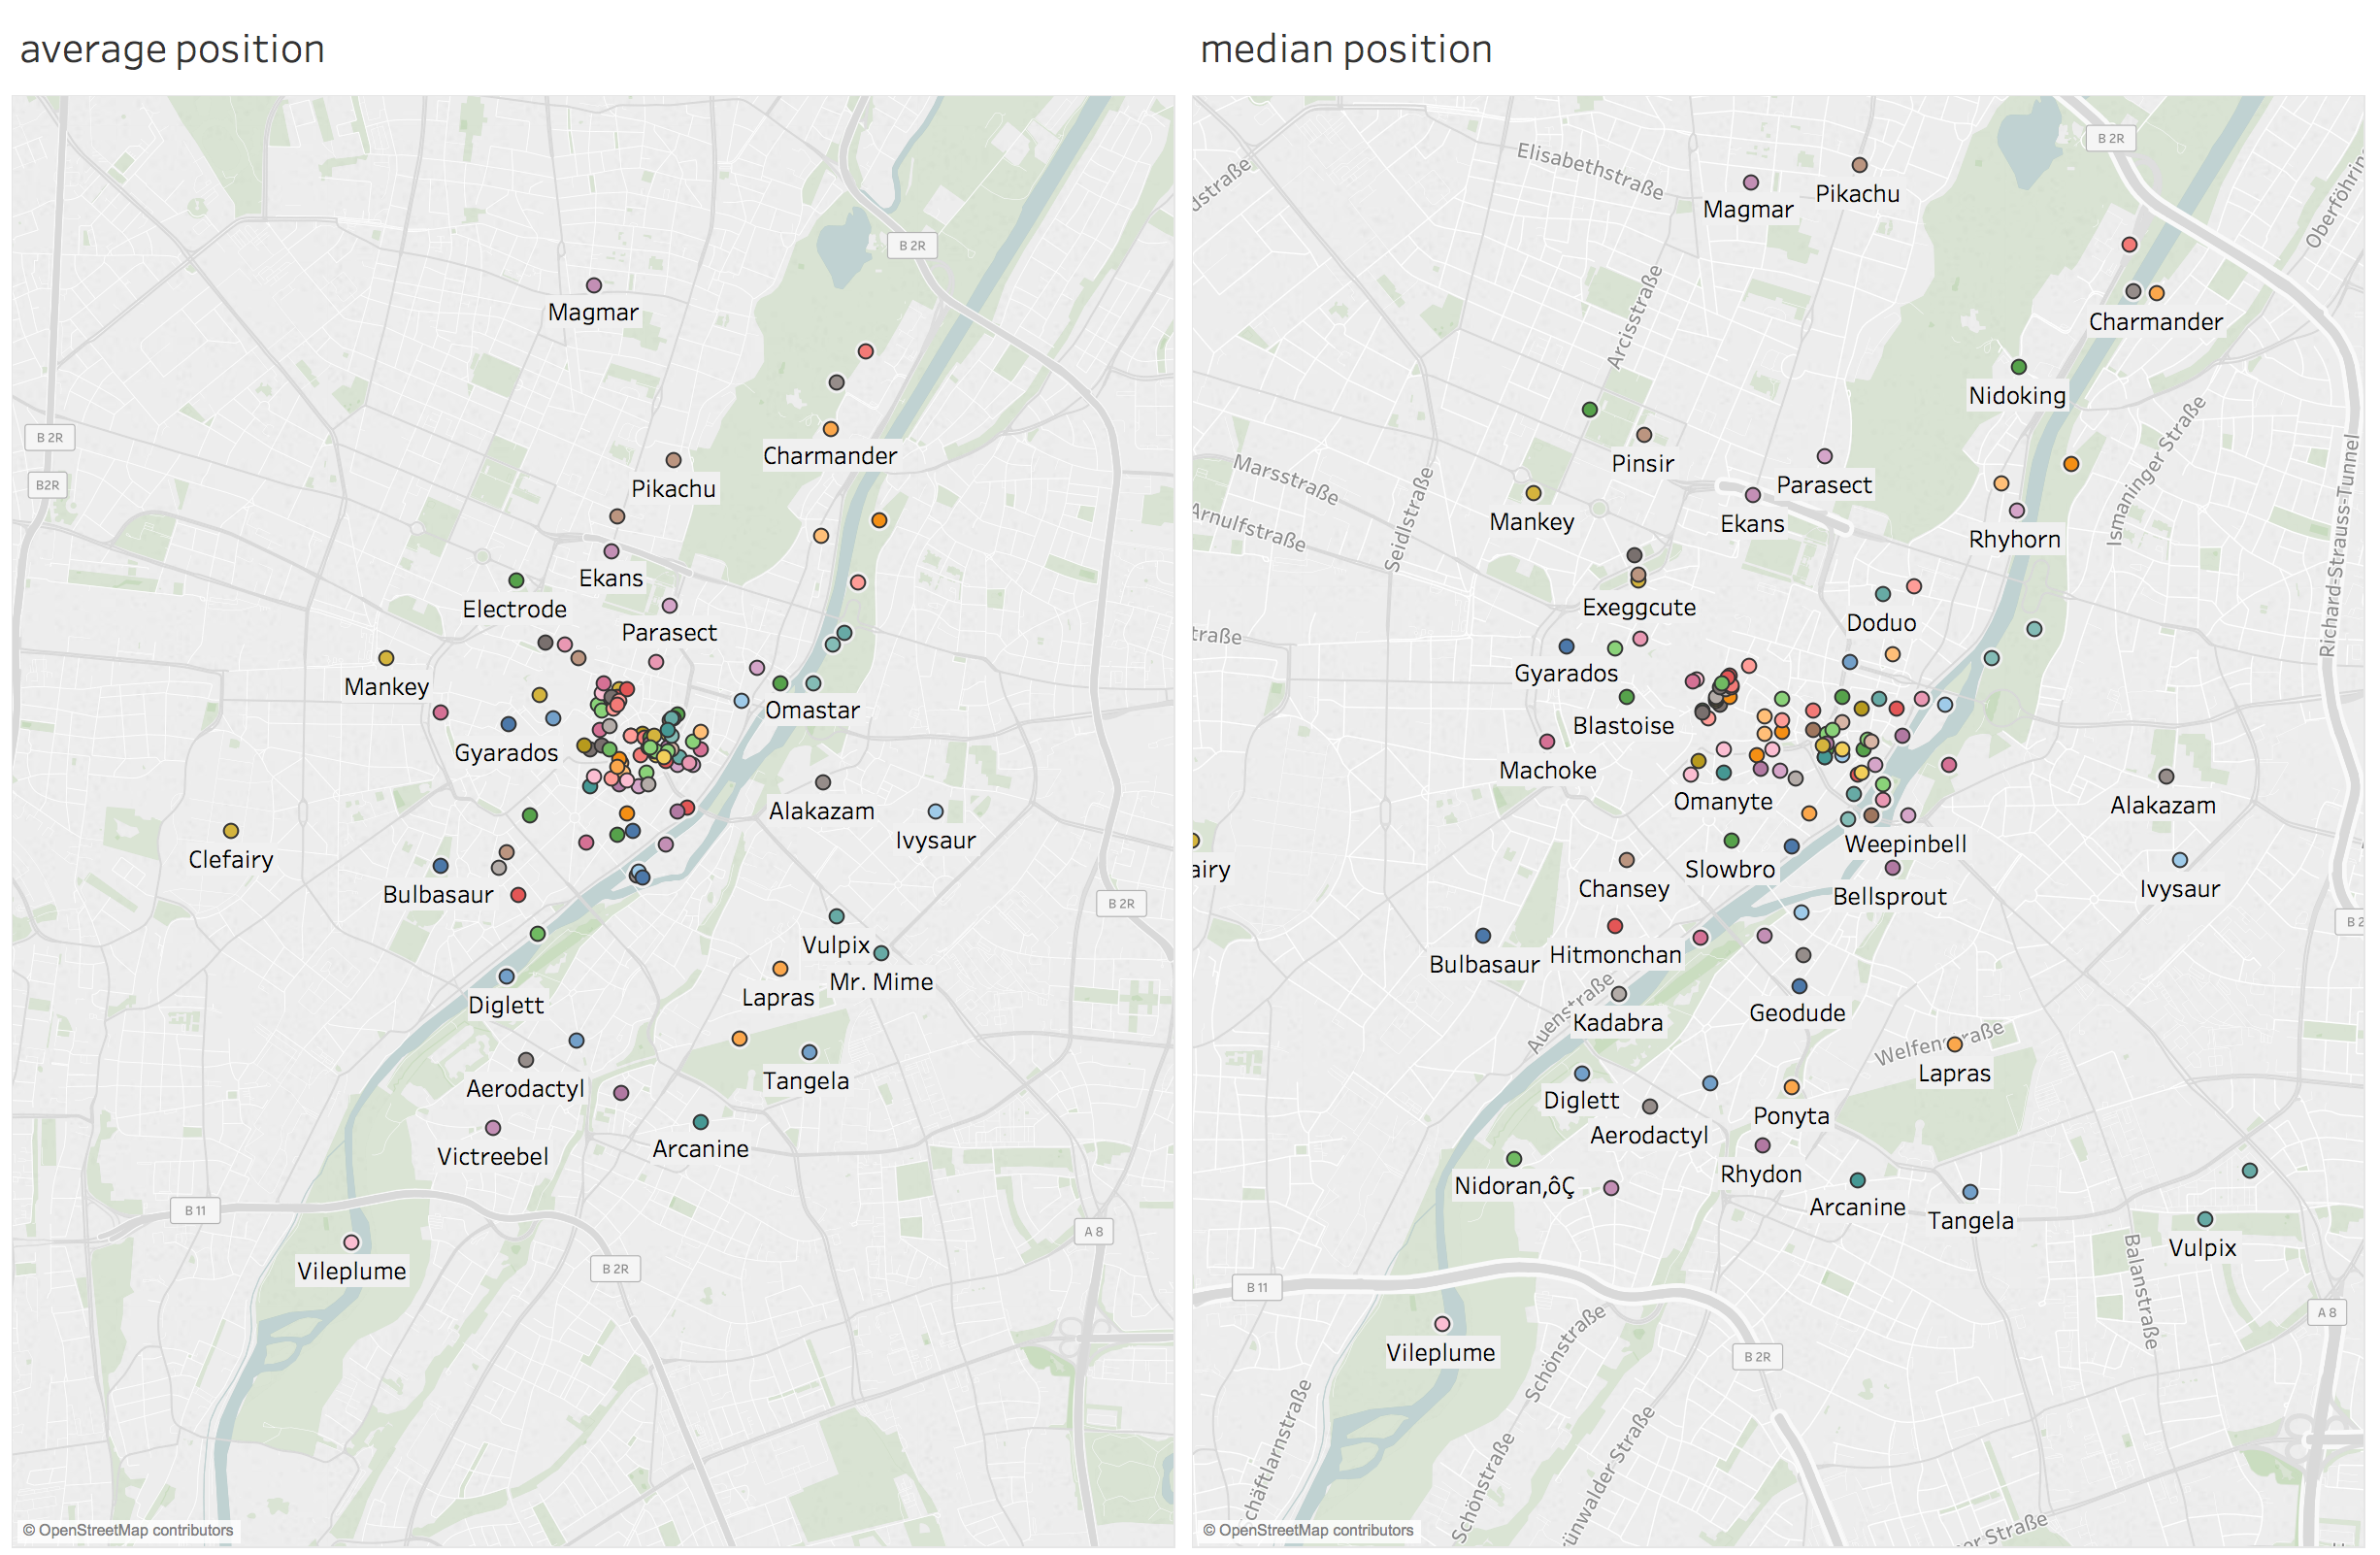 average position
B 2R
Magmar
B 2R
Charmander
B2R
Pikachu
Ekans
Electrode
Parasect
Mankey
Omastar
Gyarados
Alakazam
Ivysaur
Clefairy
Bulbasaur
B 2R
Vulpix
Mr. Mime
Lapras
Diglett
Tangela
Aerodactyl
Arcanine
Victreebel
B 11
A 8
Vileplume
B 2R
© OpenStreetMap contributors
median position
B 2R
Elisabethstraße
dstraße
Pikachu
Magmar
Oberföhrin
Arcisstraße
Charmander
Nidoking
Ismaninger Straße
Marsstraße
Pinsir
Parasect
Seidlstraße
Mankey
Ekans
Arnulfstraße
Rhyhorn
Richard-Strauss-Tunnel
Exeggcute
Doduo
traße
Gyarados
Blastoise
Machoke
Omanyte
Alakazam
Weepinbell
airy
Slowbro
Chansey
Ivysaur
Bellsprout
B 2
Hitmonchan
Bulbasaur
Auenstraße
Kadabra
Geodude
Welfenstraße
Lapras
Diglett
Ponyta
Aerodactyl
Rhydon
Nidoran,ôÇ
Arcanine
Tangela
Vulpix
Balanstraße
B 11
A 8
Vileplume
Schönstraße
B 2R
chäftlarnstraße
Schönstraße
ünwalder Straße
er Straße
© OpenStreetMap contributors